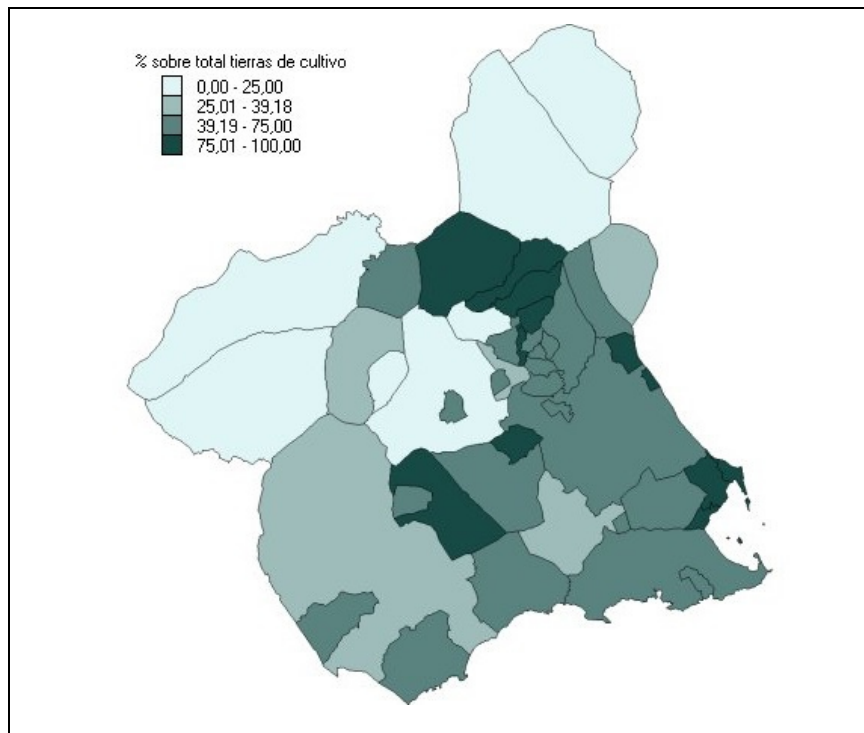 % sobre total tierras de cultivo
0,00 - 25,00
25,01 - 39,18
39,19 - 75,00
75,01 - 100,00